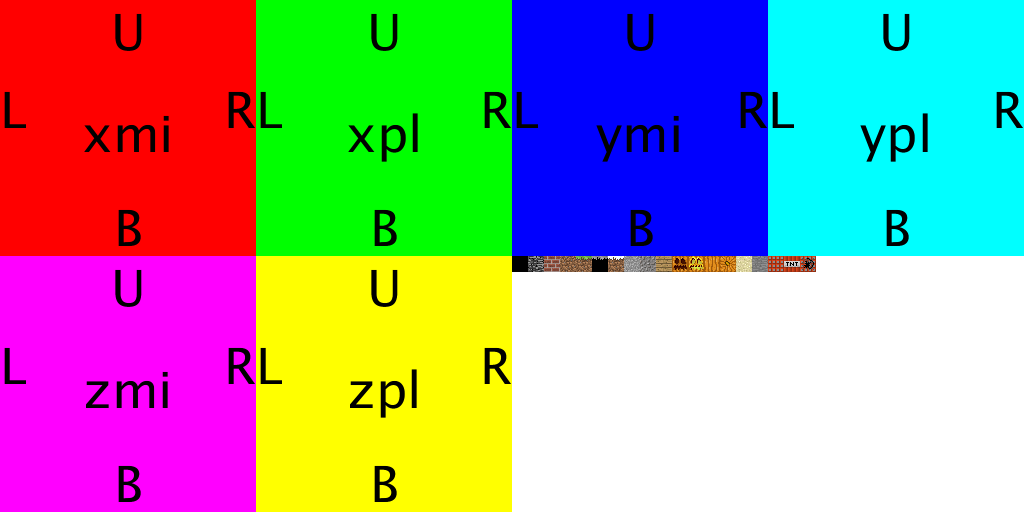 U U U U
L R L R L R L R
xmi xpl ymi ypl
B B B B
U U
L R L R
zmi zpl
B B
TNT